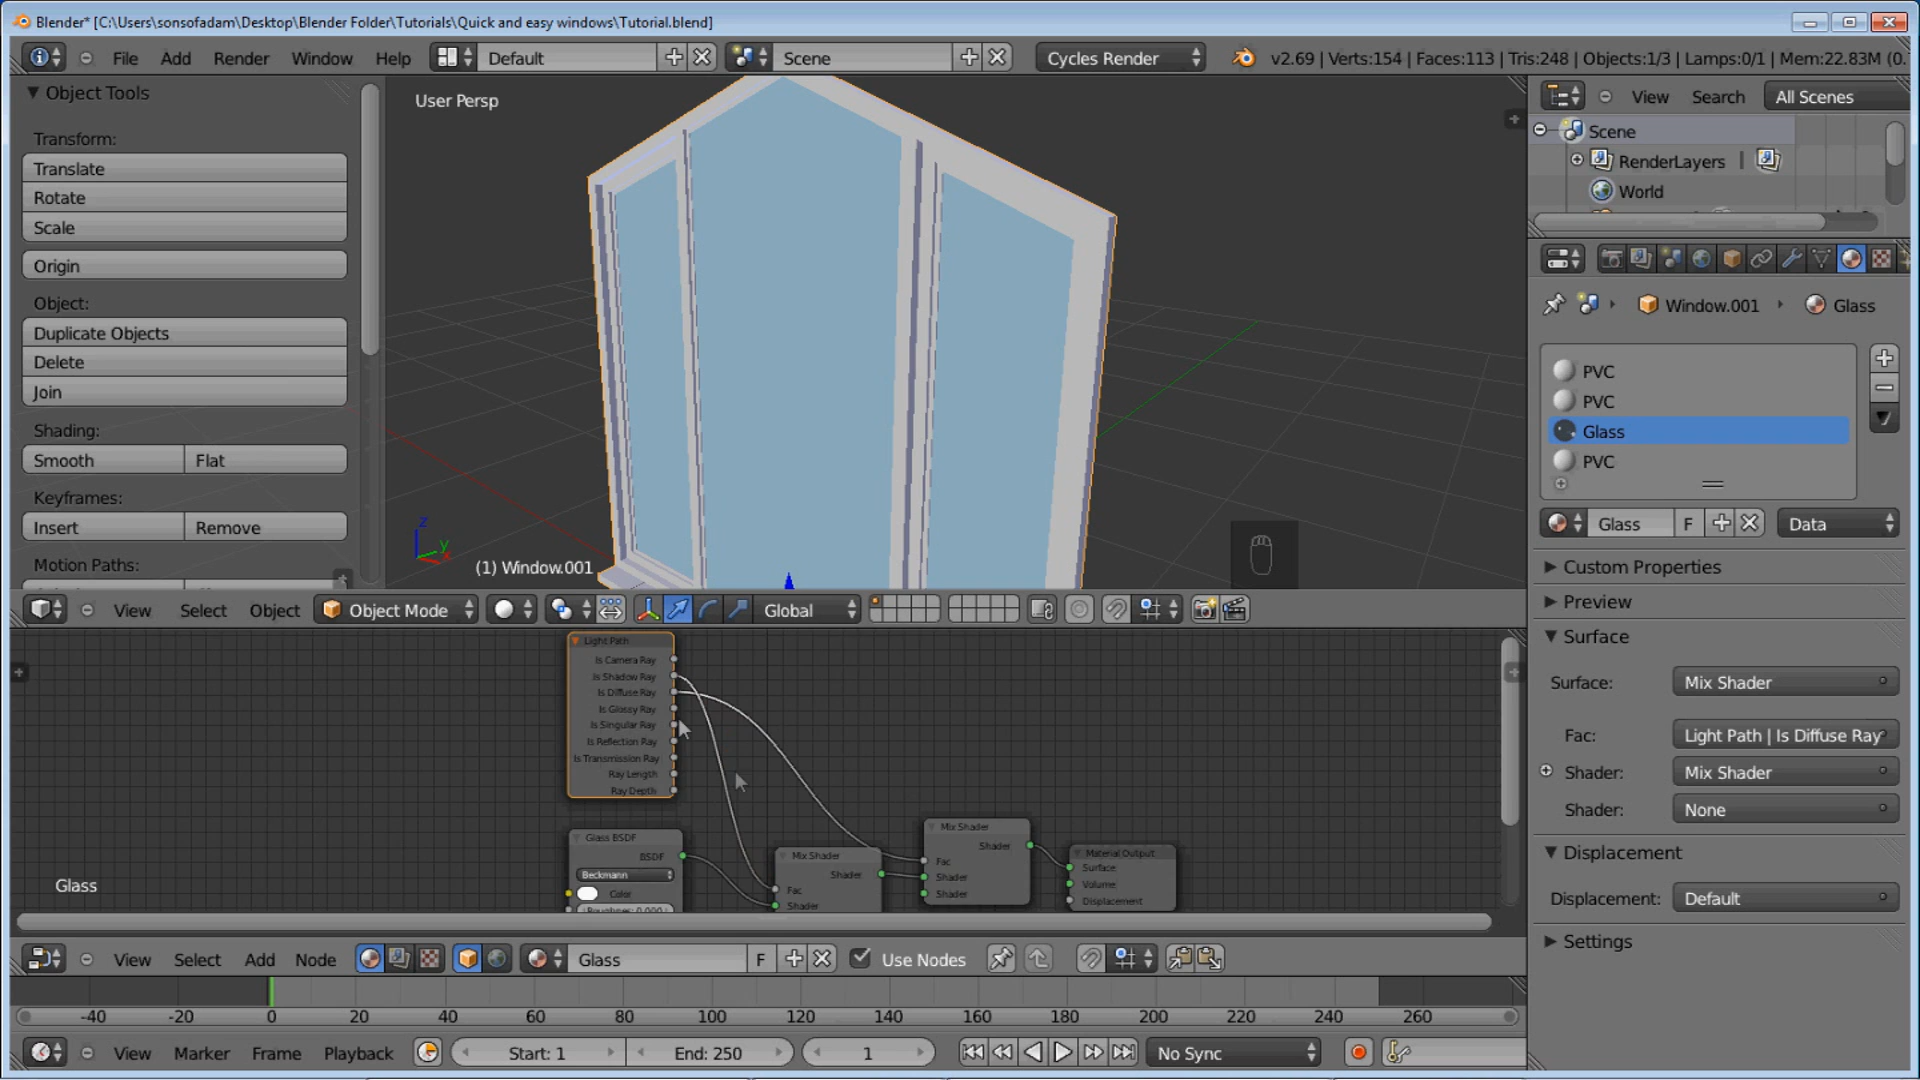 Blender* [C:\Users\sonsofadam\Desktop\Blender Folder\Tutorials\Quick and easy windows\Tutorial.blend]
File Add Render Window Help Default Scene Cycles Render v2.69 | Verts:154 | Faces:113 | Tris:248 | Objects:1/3 | Lamps:0/1 | Mem:22.83M (0.
Object Tools
Transform:
Translate
Rotate
Scale
Origin
Object:
Duplicate Objects
Delete
Join
Shading:
Smooth Flat
Keyframes:
Insert Remove
Motion Paths:
User Persp
z
y
(1) Window.001
View Select Object Object Mode Global
View Search All Scenes
Scene
RenderLayers
World
Window.001 Glass
PVC
PVC
Glass
PVC
Glass F Data
Custom Properties
Preview
Surface
Surface: Mix Shader
Fac: Light Path | Is Diffuse Ray
Shader: Mix Shader
Shader: None
Displacement
Displacement: Default
Settings
Light Path
Is Camera Ray
Is Shadow Ray
Is Diffuse Ray
Is Glossy Ray
Is Singular Ray
Is Reflection Ray
Is Transmission Ray
Ray Length
Ray Depth
Glass BSDF
BSDF
Beckmann
Color
Roughness: 0.000
Mix Shader
Shader
Fac
Shader
Mix Shader
Shader
Fac
Shader
Shader
Material Output
Surface
Volume
Displacement
Glass
View Select Add Node Glass F Use Nodes
-40 -20 0 20 40 60 80 100 120 140 160 180 200 220 240 260
View Marker Frame Playback Start: 1 End: 250 1 No Sync